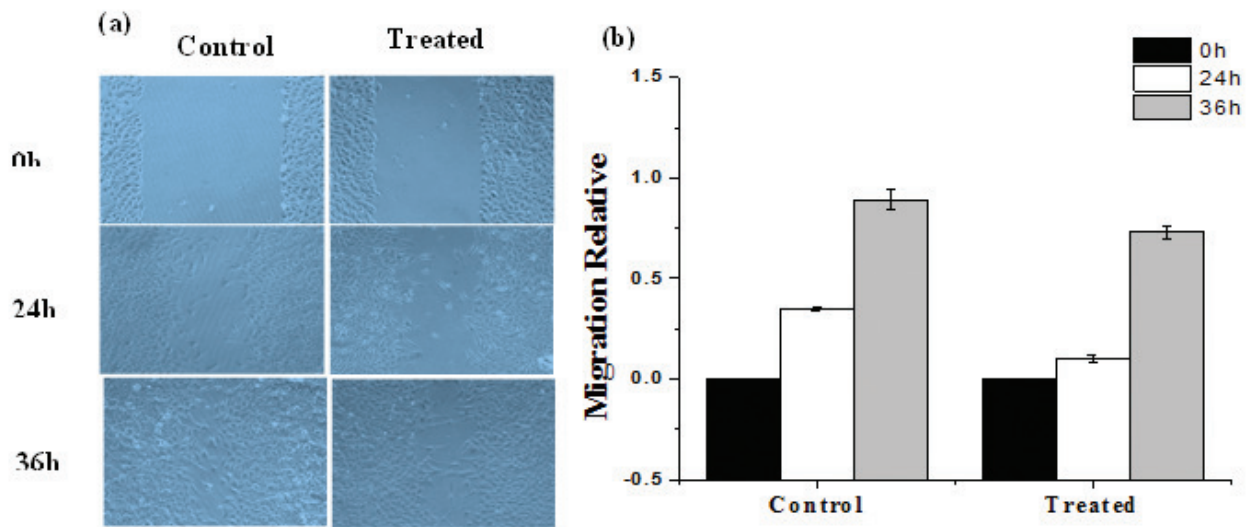 (a)
Control
Treated
0h
24h
36h
(b)
0h
24h
36h
Migration Relative
1.5
1.0
0.5
0.0
-0.5
Control
Treated